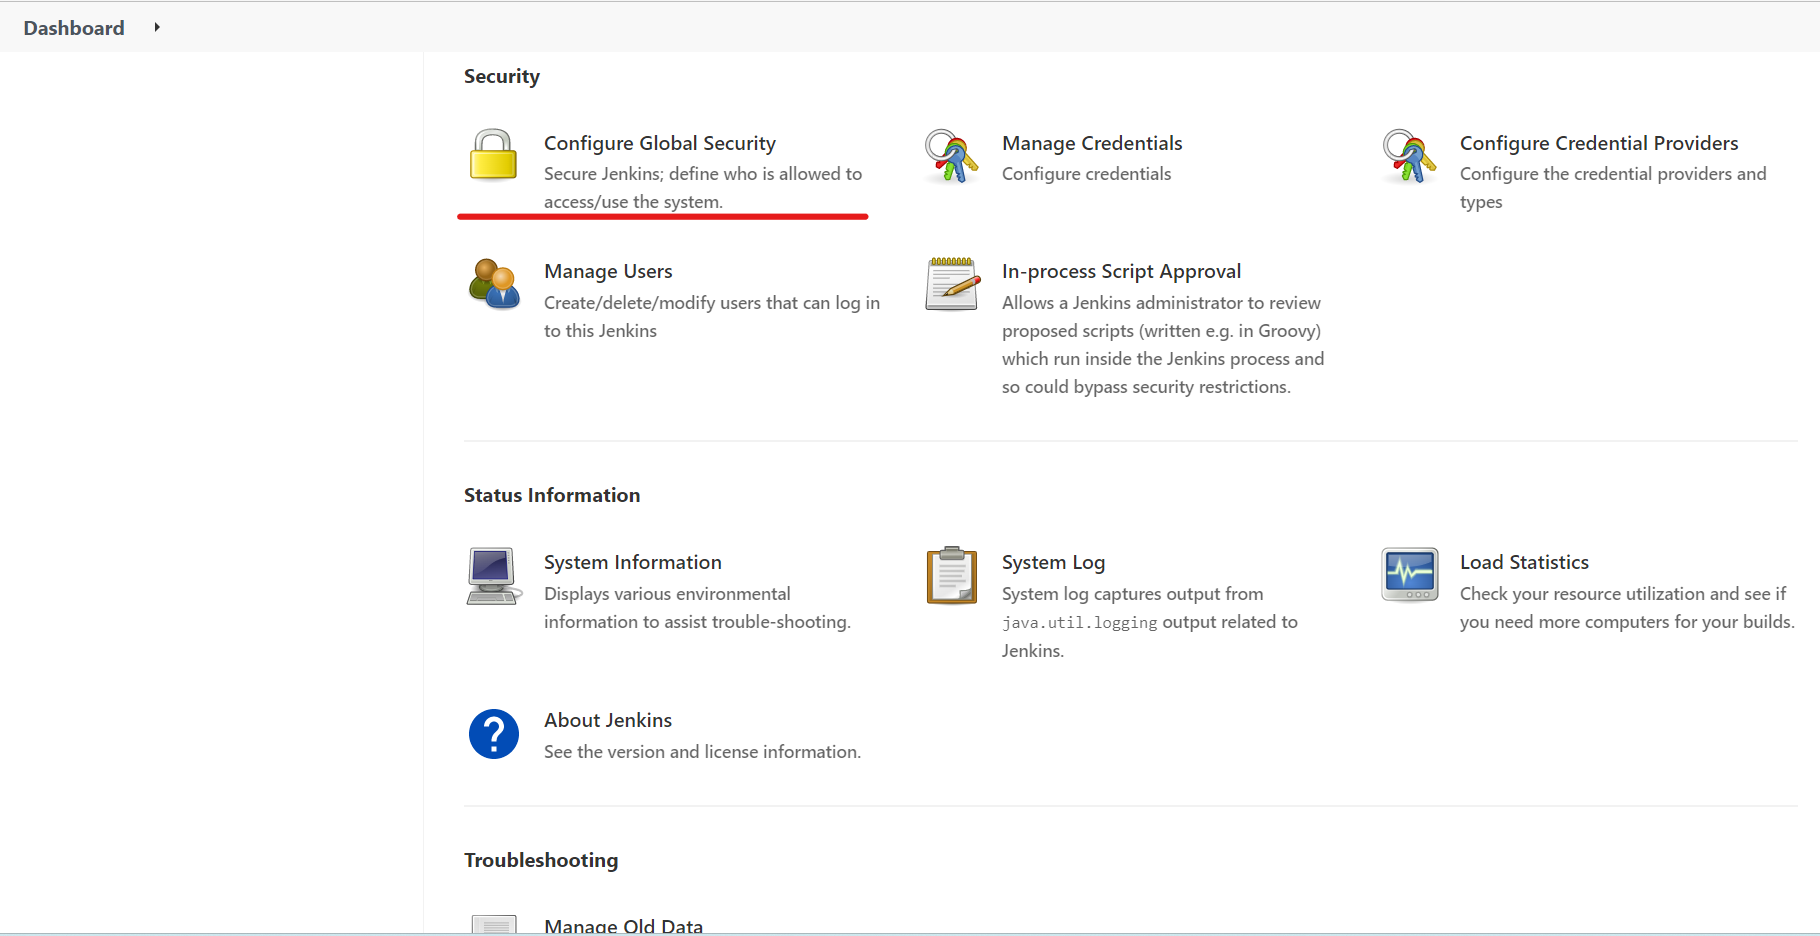 Dashboard
Security
Configure Global Security
Secure Jenkins; define who is allowed to
access/use the system.
Manage Credentials
Configure credentials
Configure Credential Providers
Configure the credential providers and
types
Manage Users
Create/delete/modify users that can log in
to this Jenkins
In-process Script Approval
Allows a Jenkins administrator to review
proposed scripts (written e.g. in Groovy)
which run inside the Jenkins process and
so could bypass security restrictions.
Status Information
System Information
Displays various environmental
information to assist trouble-shooting.
System Log
System log captures output from
java.util.logging output related to
Jenkins.
Load Statistics
Check your resource utilization and see if
you need more computers for your builds.
?
About Jenkins
See the version and license information.
Troubleshooting
Manage Old Data